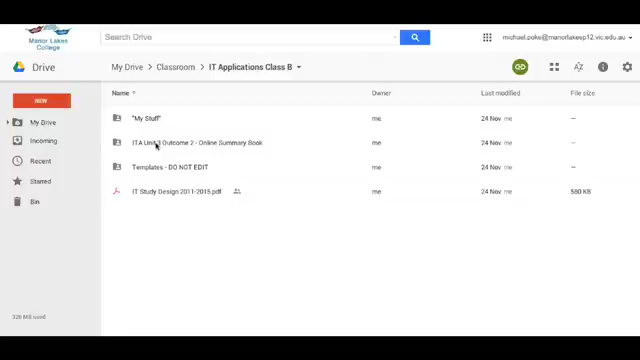 Manor Lakes
College
Search Drive
michael.poke@manorlakesp12.vic.edu.au
Drive
My Drive > Classroom > IT Applications Class B
NEW
My Drive
Incoming
Recent
Starred
Bin
326 MB used
Name ↑ Owner Last modified File size
"My Stuff" me 24 Nov me —
ITA Unit 3 Outcome 2 - Online Summary Book me 24 Nov me —
Templates - DO NOT EDIT me 24 Nov me —
IT Study Design 2011-2015.pdf me 24 Nov me 580 KB